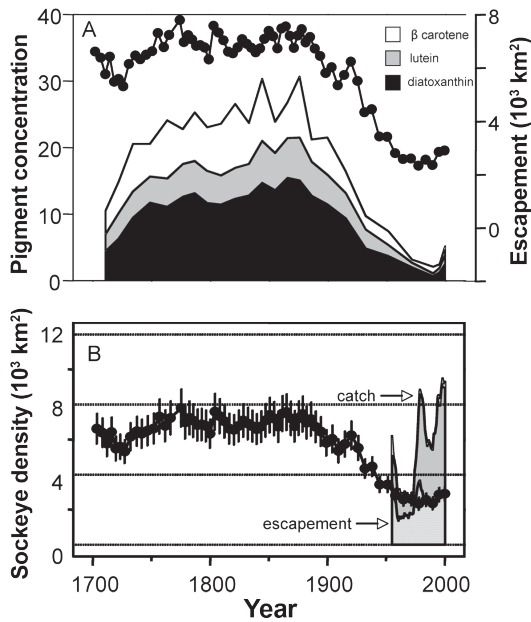 A
Pigment concentration
40
30
20
10
0
β carotene
lutein
diatoxanthin
8
4
0
Escapement (10³ km²)
B
Sockeye density (10³ km²)
12
8
4
0
catch
escapement
1700
1800
1900
2000
Year